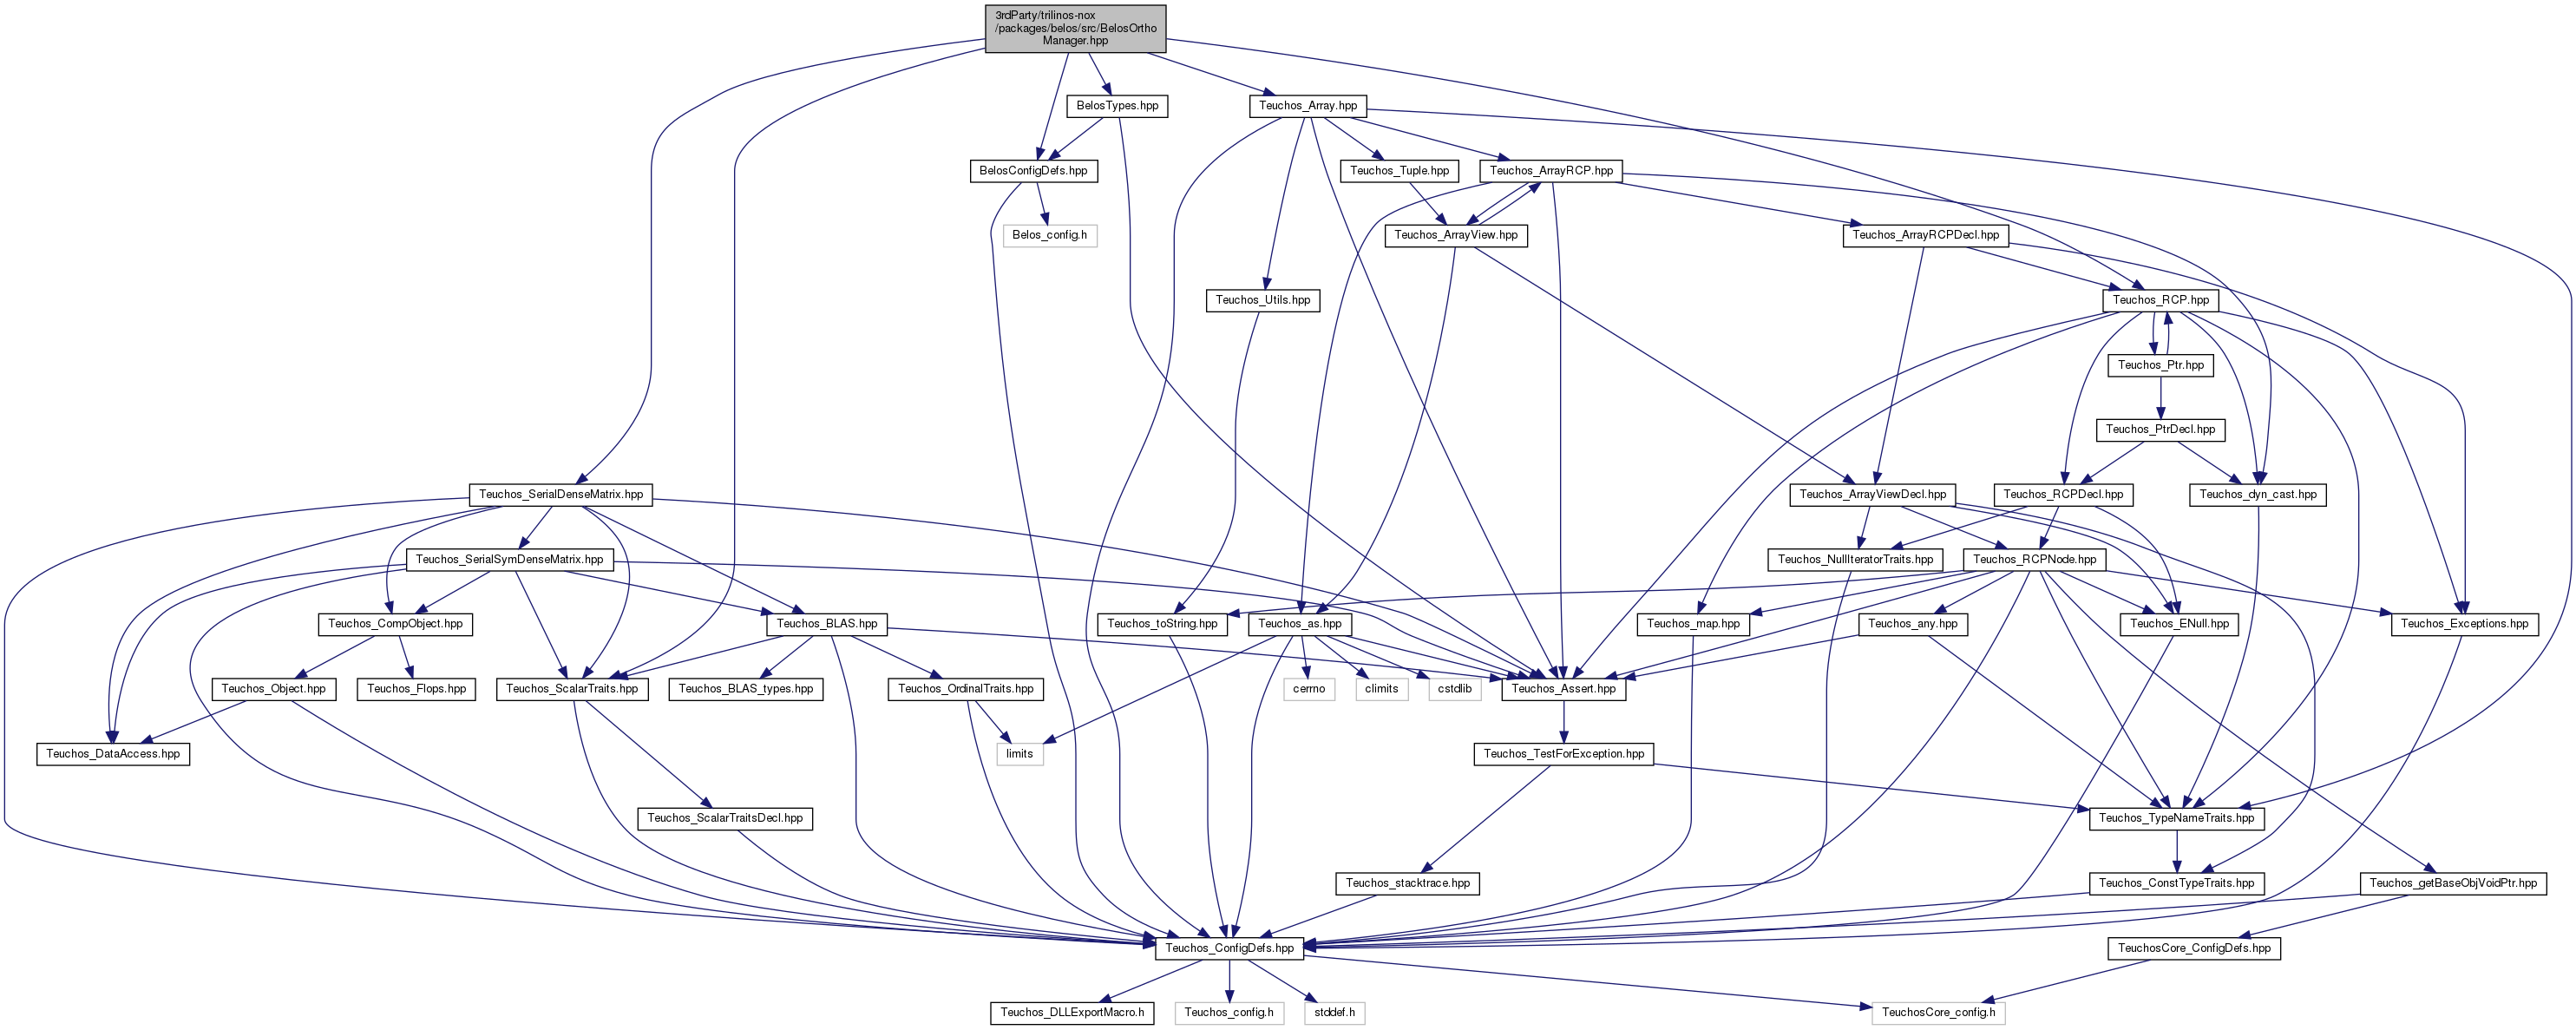 3rdParty/trilinos-nox
/packages/belos/src/BelosOrtho
Manager.hpp
BelosTypes.hpp
Teuchos_Array.hpp
BelosConfigDefs.hpp
Teuchos_Tuple.hpp
Teuchos_ArrayRCP.hpp
Belos_config.h
Teuchos_ArrayView.hpp
Teuchos_ArrayRCPDecl.hpp
Teuchos_Utils.hpp
Teuchos_RCP.hpp
Teuchos_Ptr.hpp
Teuchos_PtrDecl.hpp
Teuchos_SerialDenseMatrix.hpp
Teuchos_ArrayViewDecl.hpp
Teuchos_RCPDecl.hpp
Teuchos_dyn_cast.hpp
Teuchos_SerialSymDenseMatrix.hpp
Teuchos_NullIteratorTraits.hpp
Teuchos_RCPNode.hpp
Teuchos_CompObject.hpp
Teuchos_BLAS.hpp
Teuchos_toString.hpp
Teuchos_as.hpp
Teuchos_map.hpp
Teuchos_any.hpp
Teuchos_ENull.hpp
Teuchos_Exceptions.hpp
Teuchos_Object.hpp
Teuchos_Flops.hpp
Teuchos_ScalarTraits.hpp
Teuchos_BLAS_types.hpp
Teuchos_OrdinalTraits.hpp
cerrno
climits
cstdlib
Teuchos_Assert.hpp
Teuchos_DataAccess.hpp
limits
Teuchos_TestForException.hpp
Teuchos_ScalarTraitsDecl.hpp
Teuchos_TypeNameTraits.hpp
Teuchos_stacktrace.hpp
Teuchos_ConstTypeTraits.hpp
Teuchos_getBaseObjVoidPtr.hpp
Teuchos_ConfigDefs.hpp
TeuchosCore_ConfigDefs.hpp
Teuchos_DLLExportMacro.h
Teuchos_config.h
stddef.h
TeuchosCore_config.h